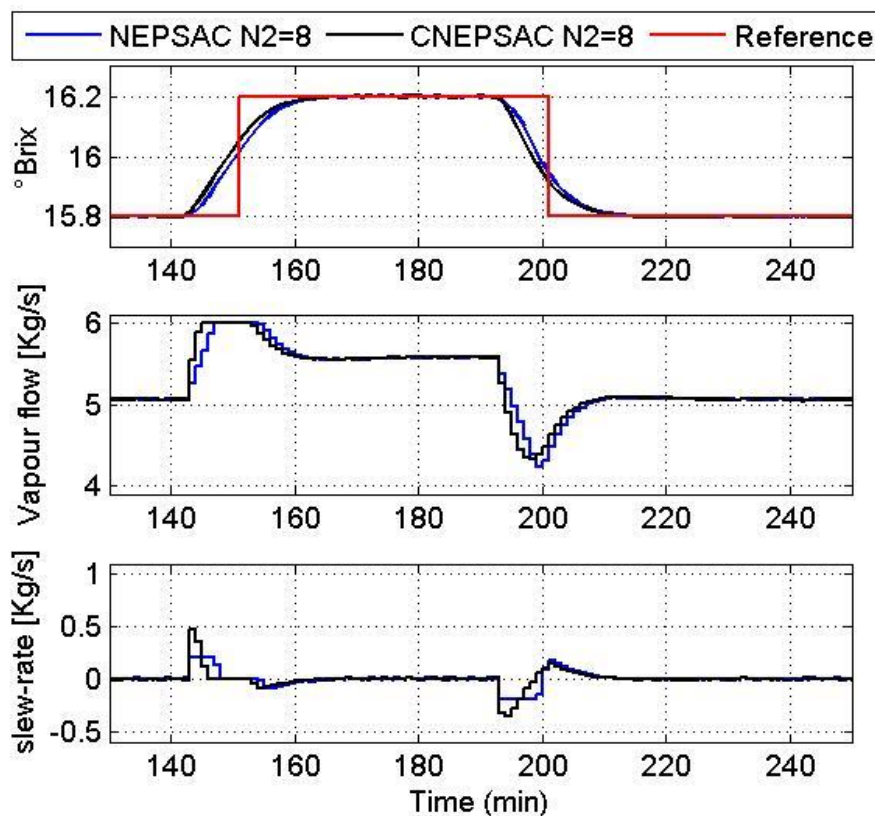 NEPSAC N2=8 CNEPSAC N2=8 Reference
°Brix
16.2
16
15.8
140 160 180 200 220 240
Vapour flow [Kg/s]
6
5
4
140 160 180 200 220 240
slew-rate [Kg/s]
1
0.5
0
-0.5
140 160 180 200 220 240
Time (min)